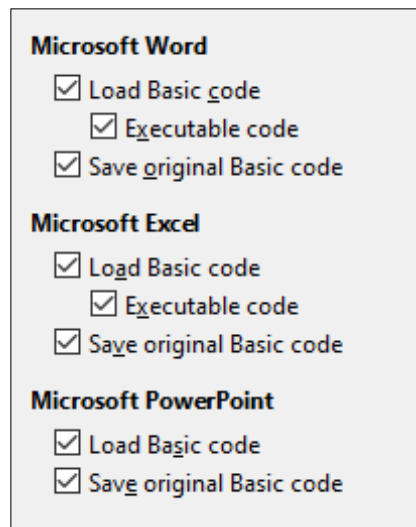 Microsoft Word
Load Basic code
Executable code
Save original Basic code
Microsoft Excel
Load Basic code
Executable code
Save original Basic code
Microsoft PowerPoint
Load Basic code
Save original Basic code